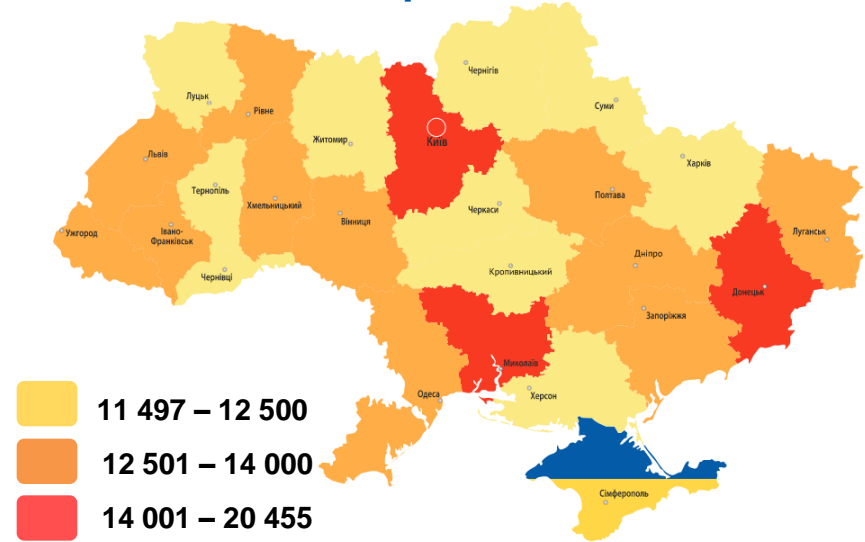 Чернігів
Луцьк
Суми
Рівне
Житомир
Київ
Львів
Харків
Тернопіль
Полтава
Хмельницький
Черкаси
Вінниця
Ужгород
Івано-
Франківськ
Луганськ
Дніпро
Чернівці
Кропивницький
Донецьк
Запоріжжя
Миколаїв
Одеса
Херсон
11 497 – 12 500
12 501 – 14 000
14 001 – 20 455
Сімферополь